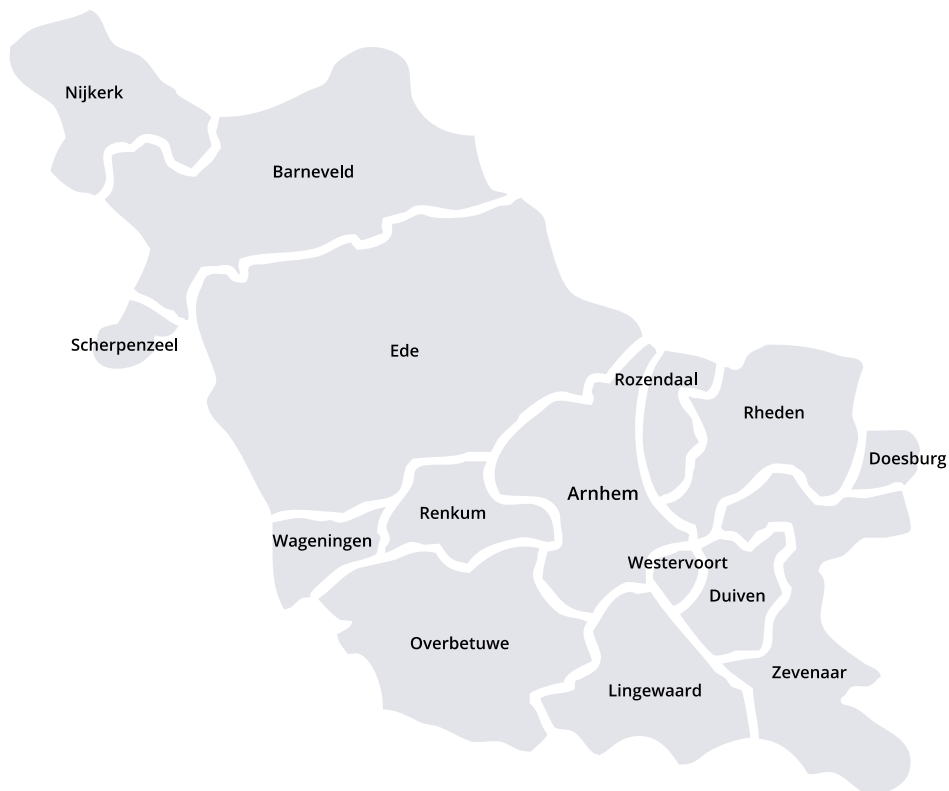 Nijkerk
Barneveld
Scherpenzeel
Ede
Rozendaal
Rheden
Doesburg
Arnhem
Renkum
Wageningen
Westervoort
Duiven
Overbetuwe
Zevenaar
Lingewaard